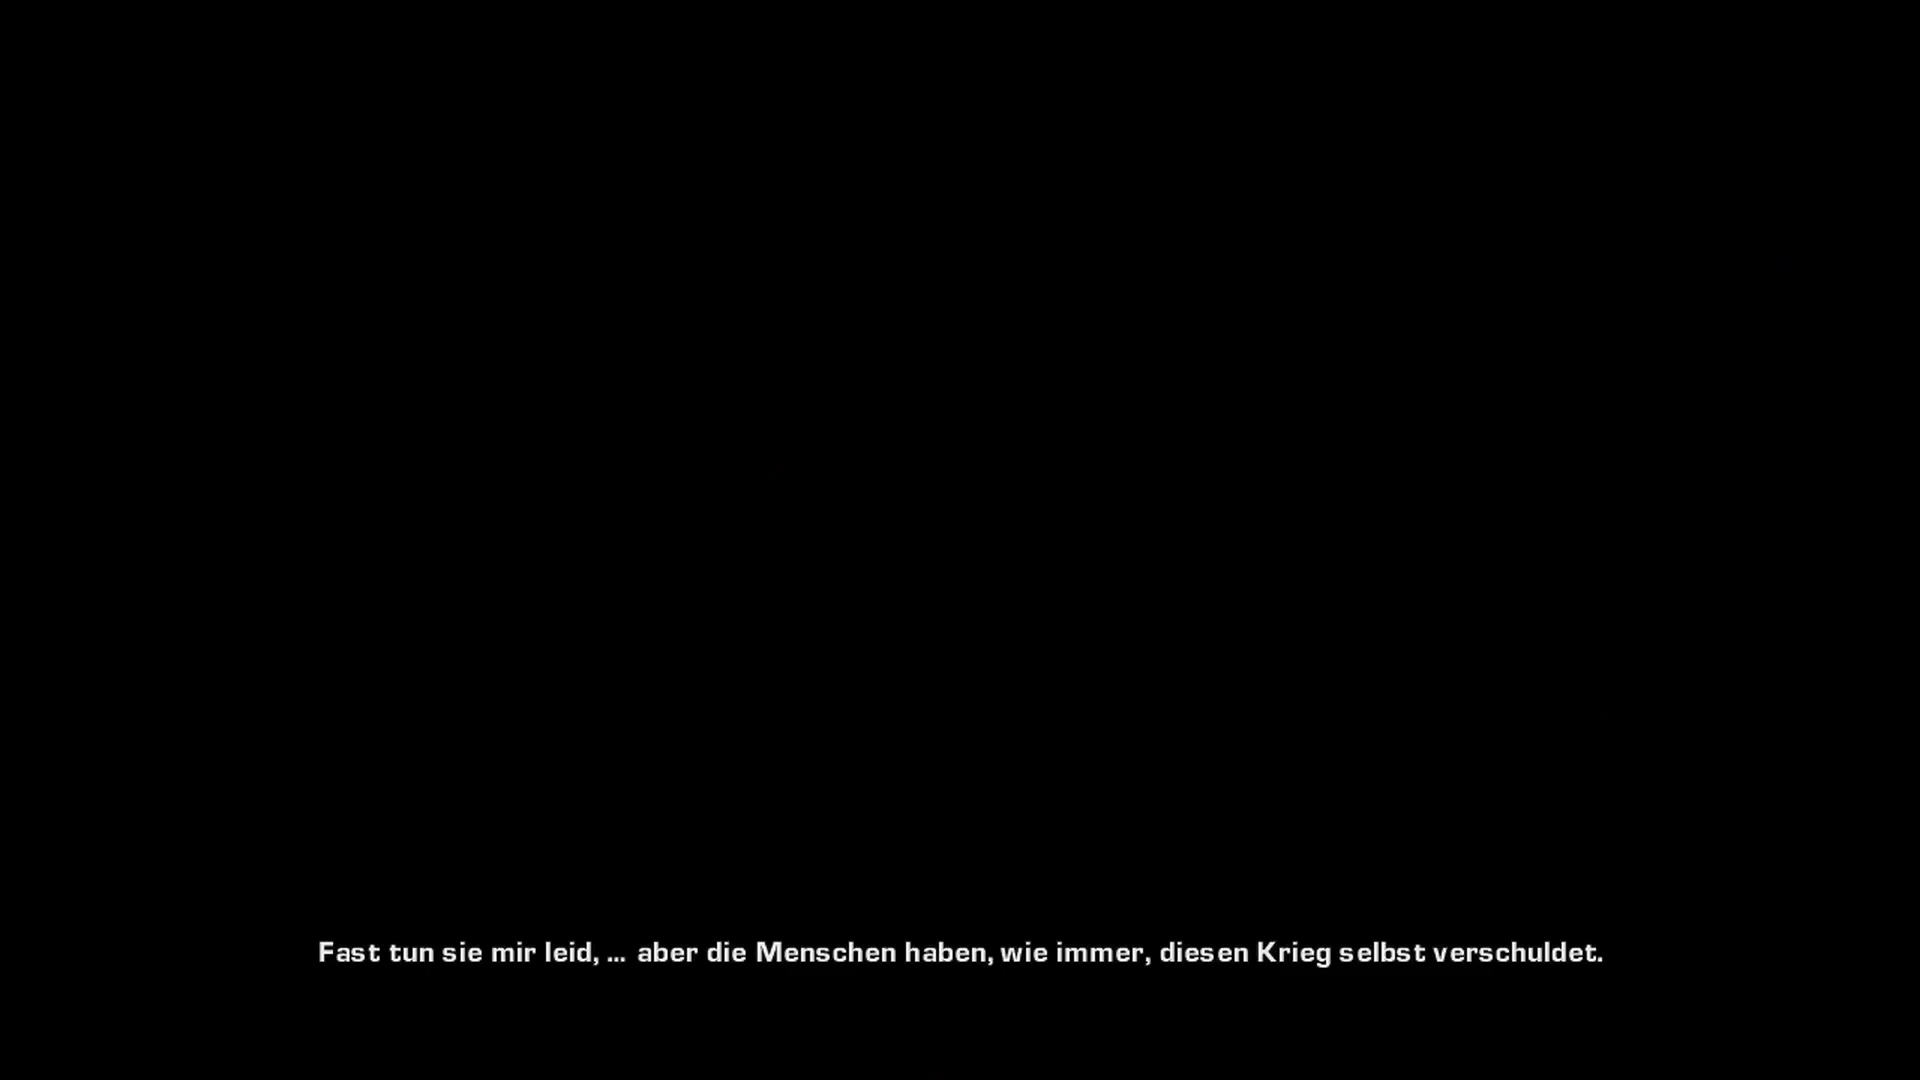 Fast tun sie mir leid, ... aber die Menschen haben, wie immer, diesen Krieg selbst verschuldet.